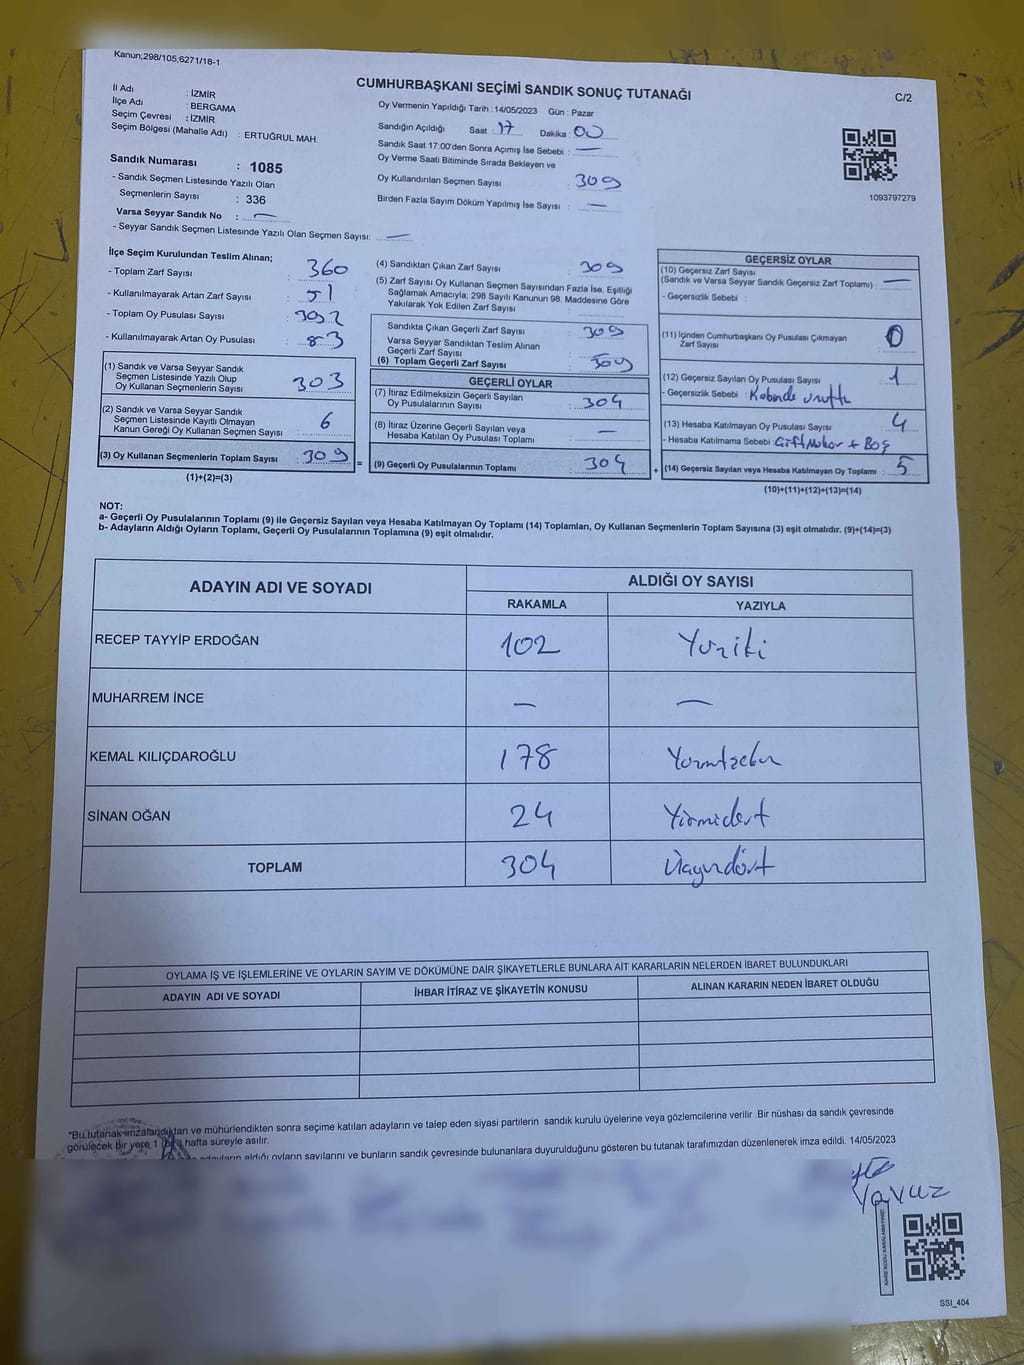 Kanun;298/105;6271/18-1
CUMHURBAŞKANI SEÇİMİ SANDIK SONUÇ TUTANAĞI
C/2
İl Adı : İZMİR
İlçe Adı : BERGAMA
Seçim Çevresi : İZMİR
Seçim Bölgesi (Mahalle Adı) : ERTUĞRUL MAH.
Sandık Numarası : 1085
- Sandık Seçmen Listesinde Yazılı Olan
Seçmenlerin Sayısı : 336
Varsa Seyyar Sandık No : —
- Seyyar Sandık Seçmen Listesinde Yazılı Olan Seçmen Sayısı: —
Oy Vermenin Yapıldığı Tarih : 14/05/2023 Gün : Pazar
Sandığın Açıldığı Saat : 17 Dakika : 00
Sandık Saat 17:00'den Sonra Açımış İse Sebebi : —
Oy Verme Saati Bitiminde Sırada Bekleyen ve
Oy Kullandırılan Seçmen Sayısı : 309
Birden Fazla Sayım Döküm Yapılmış İse Sayısı : —
1093797279
İlçe Seçim Kurulundan Teslim Alınan;
- Toplam Zarf Sayısı : 360
- Kullanılmayarak Artan Zarf Sayısı : 51
- Toplam Oy Pusulası Sayısı : 392
- Kullanılmayarak Artan Oy Pusulası : 83
(1) Sandık ve Varsa Seyyar Sandık
Seçmen Listesinde Yazılı Olup
Oy Kullanan Seçmenlerin Sayısı : 303
(2) Sandık ve Varsa Seyyar Sandık
Seçmen Listesinde Kayıtlı Olmayan
Kanun Gereği Oy Kullanan Seçmen Sayısı : 6
(3) Oy Kullanan Seçmenlerin Toplam Sayısı : 309 =
(1)+(2)=(3)
(4) Sandıktan Çıkan Zarf Sayısı : 309
(5) Zarf Sayısı Oy Kullanan Seçmen Sayısından Fazla İse, Eşitliği
Sağlamak Amacıyla, 298 Sayılı Kanunun 98. Maddesine Göre
Yakılarak Yok Edilen Zarf Sayısı :
Sandıkta Çıkan Geçerli Zarf Sayısı : 309
Varsa Seyyar Sandıktan Teslim Alınan
Geçerli Zarf Sayısı :
(6) Toplam Geçerli Zarf Sayısı : 309
GEÇERLİ OYLAR
(7) İtiraz Edilmeksizin Geçerli Sayılan
Oy Pusulalarının Sayısı : 304
(8) İtiraz Üzerine Geçerli Sayılan veya
Hesaba Katılan Oy Pusulası Toplamı : —
(9) Geçerli Oy Pusulalarının Toplamı : 304 +
GEÇERSİZ OYLAR
(10) Geçersiz Zarf Sayısı
(Sandık ve Varsa Seyyar Sandık Geçersiz Zarf Toplamı) : —
- Geçersizlik Sebebi :
(11) İçinden Cumhurbaşkanı Oy Pusulası Çıkmayan
Zarf Sayısı : 0
(12) Geçersiz Sayılan Oy Pusulası Sayısı : 1
- Geçersizlik Sebebi : Kabinde unuttu
(13) Hesaba Katılmayan Oy Pusulası Sayısı : 4
- Hesaba Katılmama Sebebi : Çift Mühür + Boş
(14) Geçersiz Sayılan veya Hesaba Katılmayan Oy Toplamı : 5
(10)+(11)+(12)+(13)=(14)
NOT:
a- Geçerli Oy Pusulalarının Toplamı (9) ile Geçersiz Sayılan veya Hesaba Katılmayan Oy Toplamı (14) Toplamları, Oy Kullanan Seçmenlerin Toplam Sayısına (3) eşit olmalıdır. (9)+(14)=(3)
b- Adayların Aldığı Oyların Toplamı, Geçerli Oy Pusulalarının Toplamına (9) eşit olmalıdır.
ADAYIN ADI VE SOYADI ALDIĞI OY SAYISI
RAKAMLA YAZIYLA
RECEP TAYYİP ERDOĞAN 102 Yüziki
MUHARREM İNCE — —
KEMAL KILIÇDAROĞLU 178
SİNAN OĞAN 24 Yirmidört
TOPLAM 304 Üçyüzdört
OYLAMA İŞ VE İŞLEMLERİNE VE OYLARIN SAYIM VE DÖKÜMÜNE DAİR ŞİKAYETLERLE BUNLARA AİT KARARLARIN NELERDEN İBARET BULUNDUKLARI
ADAYIN ADI VE SOYADI İHBAR İTİRAZ VE ŞİKAYETİN KONUSU ALINAN KARARIN NEDEN İBARET OLDUĞU
*Bu tutanak imzalandıktan ve mühürlendikten sonra seçime katılan adayların ve talep eden siyasi partilerin sandık kurulu üyelerine veya gözlemcilerine verilir. Bir nüshası da sandık çevresinde
görülecek bir yere 1 hafta süreyle asılır.
adayların aldığı oyların sayılarını ve bunların sandık çevresinde bulunanlara duyurulduğunu gösteren bu tutanak tarafımızdan düzenlenerek imza edildi. 14/05/2023
Yavuz
KARE KODU KARALAMAYINIZ!
SSI_404